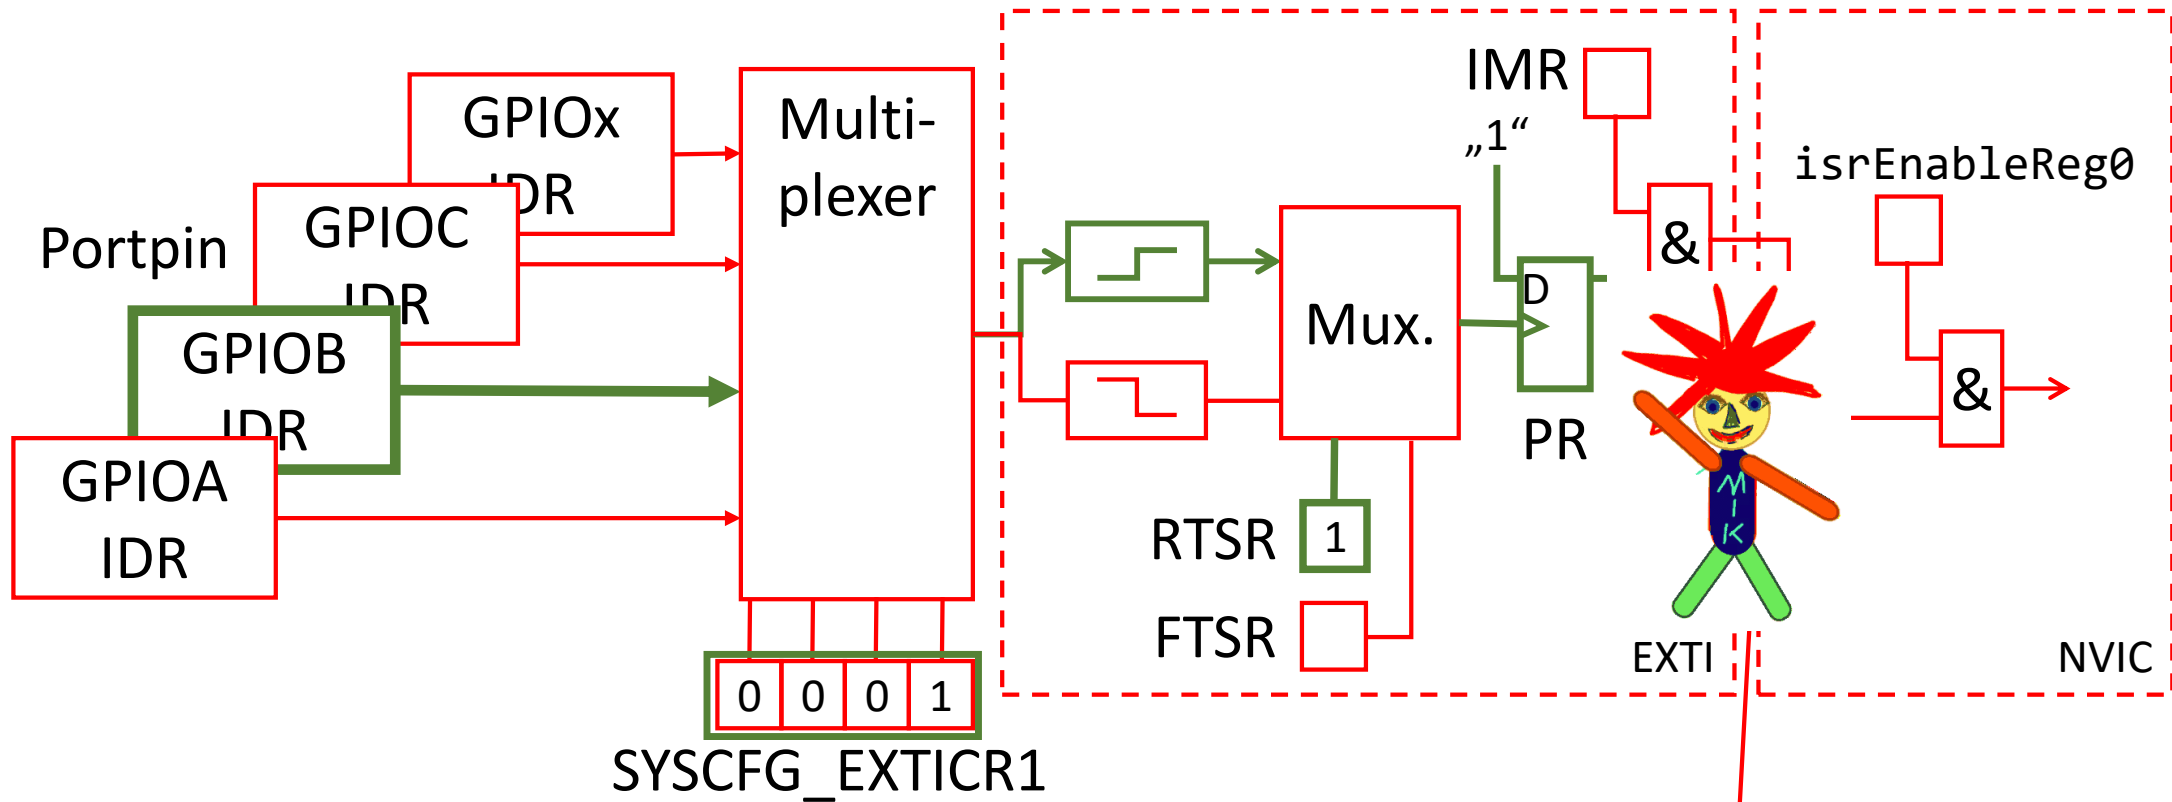 GPIOx
IDR
GPIOC
IDR
Portpin
GPIOB
IDR
GPIOA
IDR
Multi-
plexer
0 0 0 1
SYSCFG_EXTICR1
IMR
„1“
Mux.
D
PR
&
RTSR
1
FTSR
EXTI
MIK
isrEnableReg0
&
NVIC